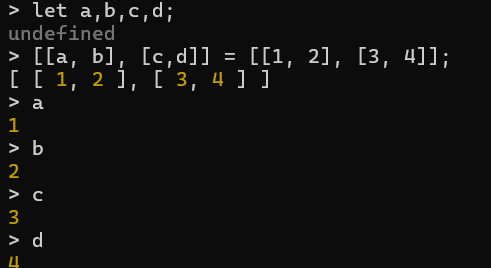 > let a,b,c,d;
undefined
> [[a, b], [c,d]] = [[1, 2], [3, 4]];
[ [ 1, 2 ], [ 3, 4 ] ]
> a
1
> b
2
> c
3
> d
4